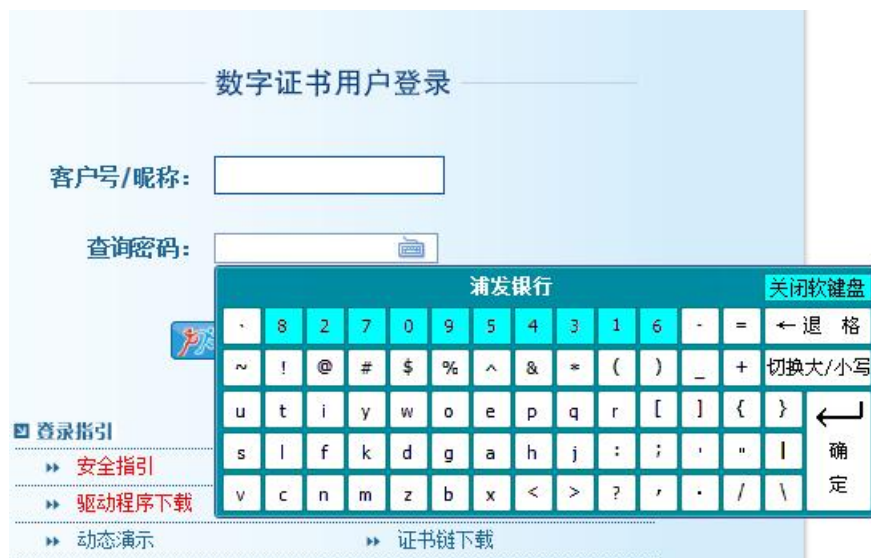 数字证书用户登录
客户号/昵称:
查询密码:
浦发银行 关闭软键盘
` 8 2 7 0 9 5 4 3 1 6 - = ← 退 格
~ ! @ # $ % ^ & * ( ) _ + 切换大/小写
u t i y w o e p q r [ ] { }
s l f k d g a h j : ; ' " |
v c n m z b x < > ? , . / \
确
定
登录指引
安全指引
驱动程序下载
动态演示 证书链下载